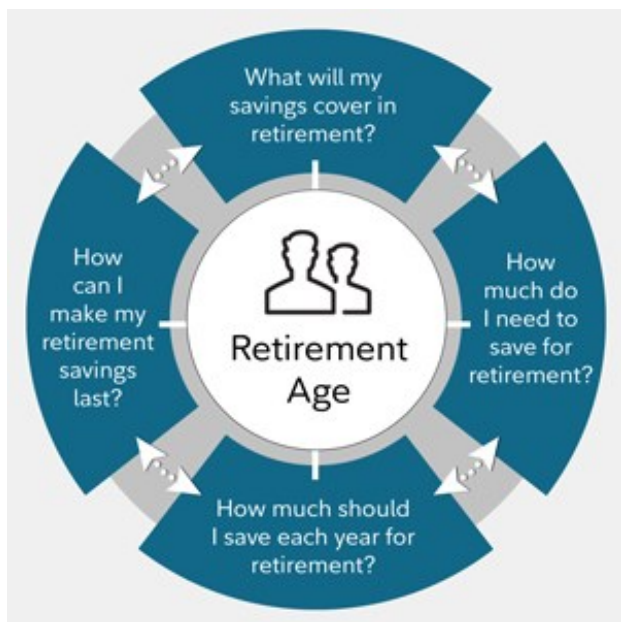 What will my
savings cover in
retirement?
How
can I
make my
retirement
savings
last?
Retirement
Age
How
much do
I need to
save for
retirement?
How much should
I save each year for
retirement?